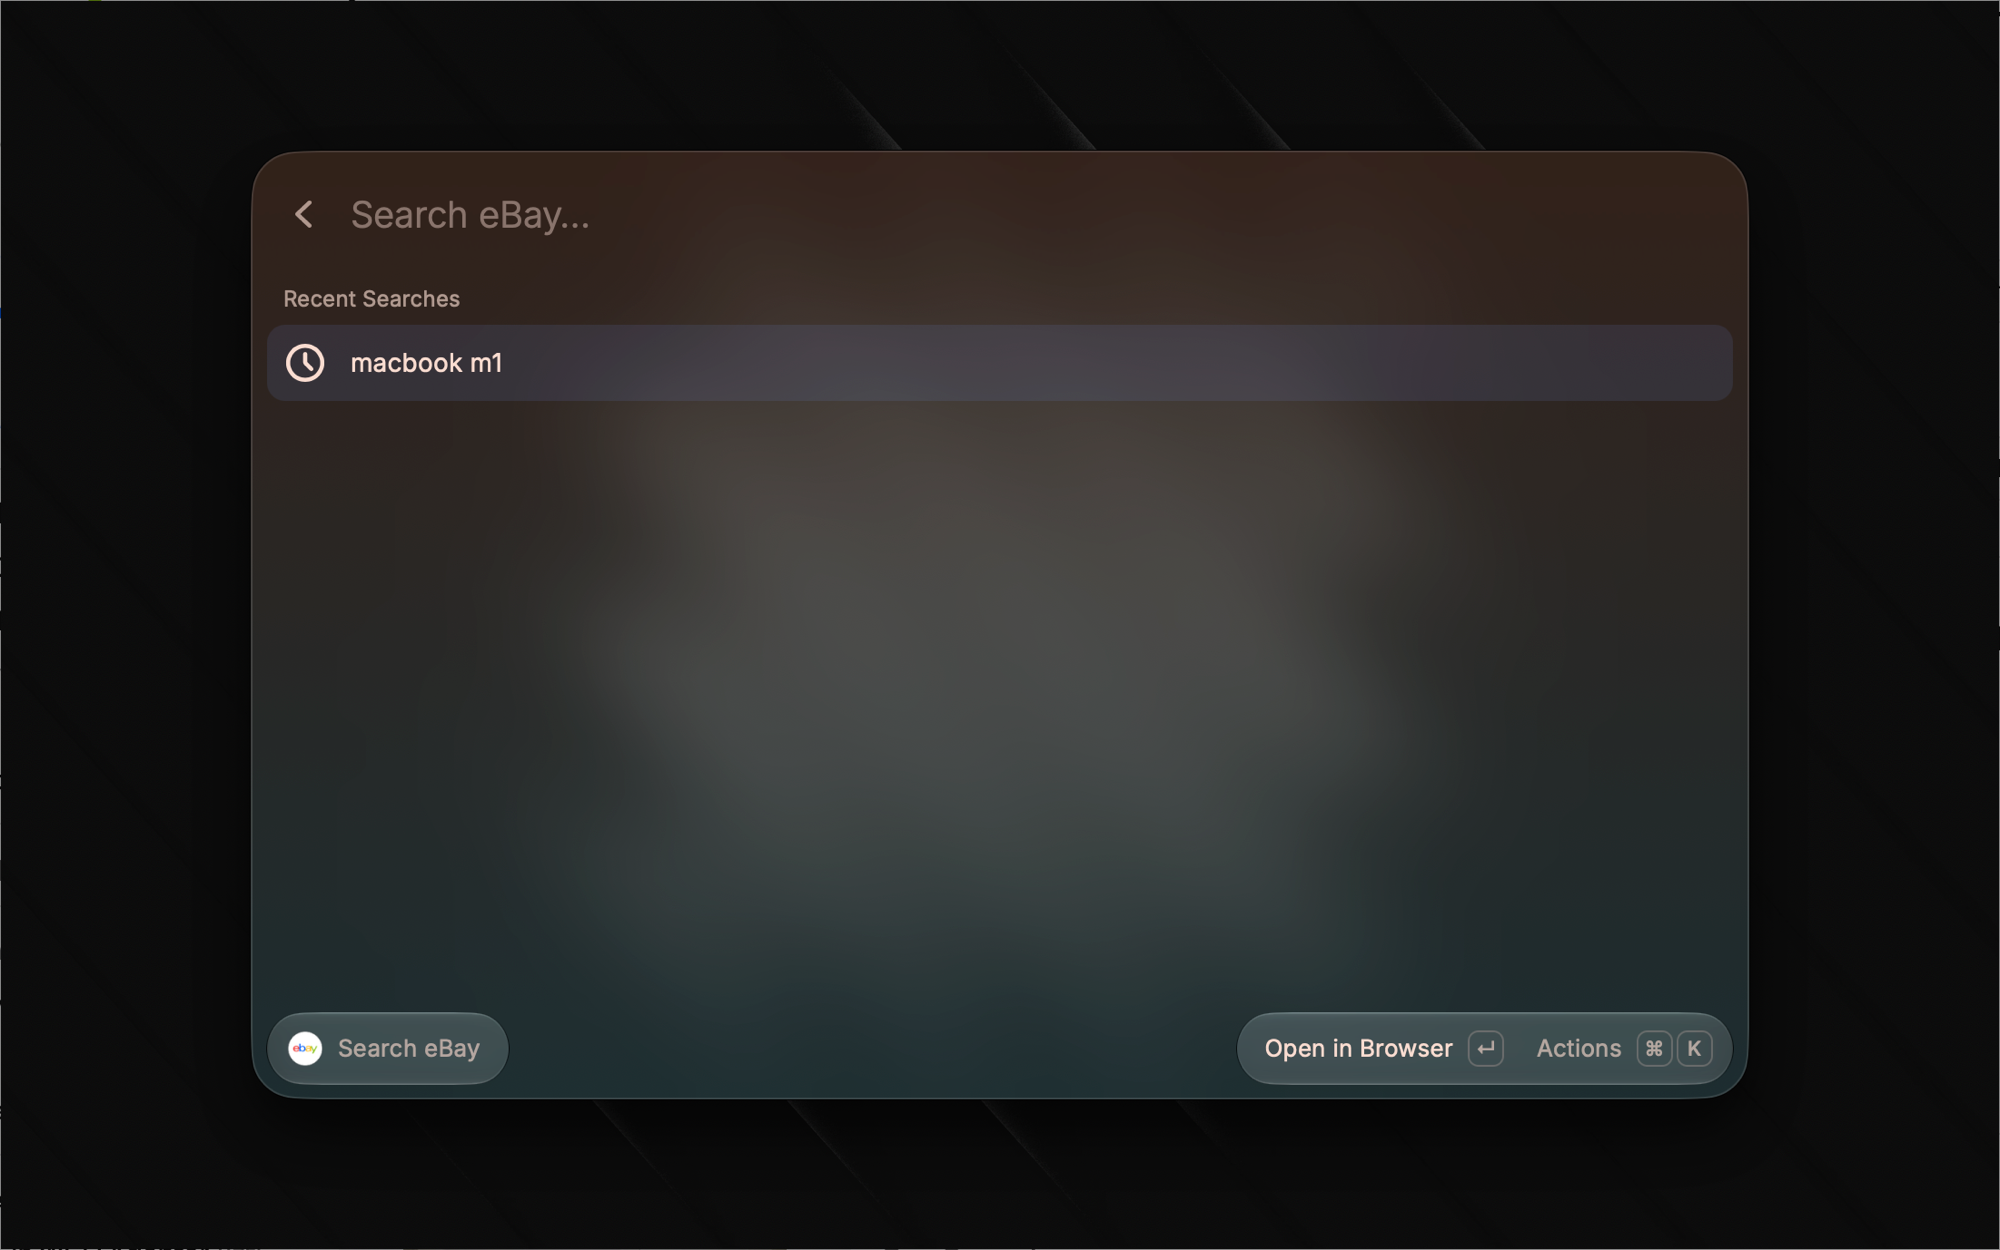 Search eBay...
Recent Searches
macbook m1
ebay Search eBay
Open in Browser ↵ Actions ⌘ K